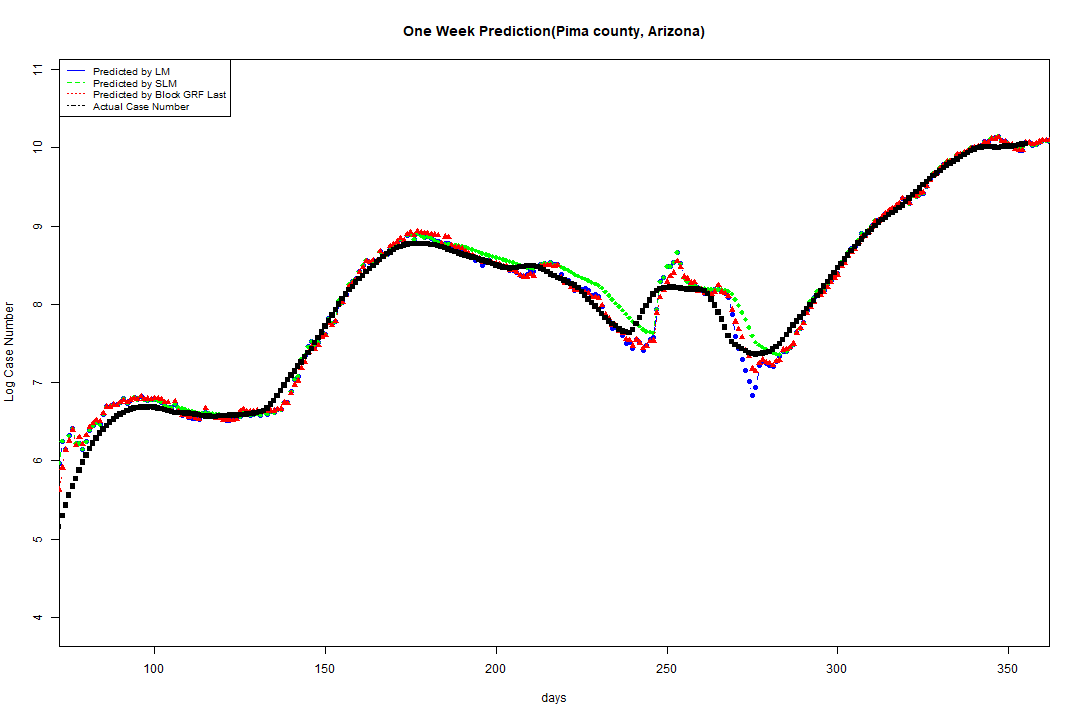 One Week Prediction(Pima county, Arizona)
Predicted by LM
Predicted by SLM
Predicted by Block GRF Last
Actual Case Number
Log Case Number
11
10
9
8
7
6
5
4
100 150 200 250 300 350
days